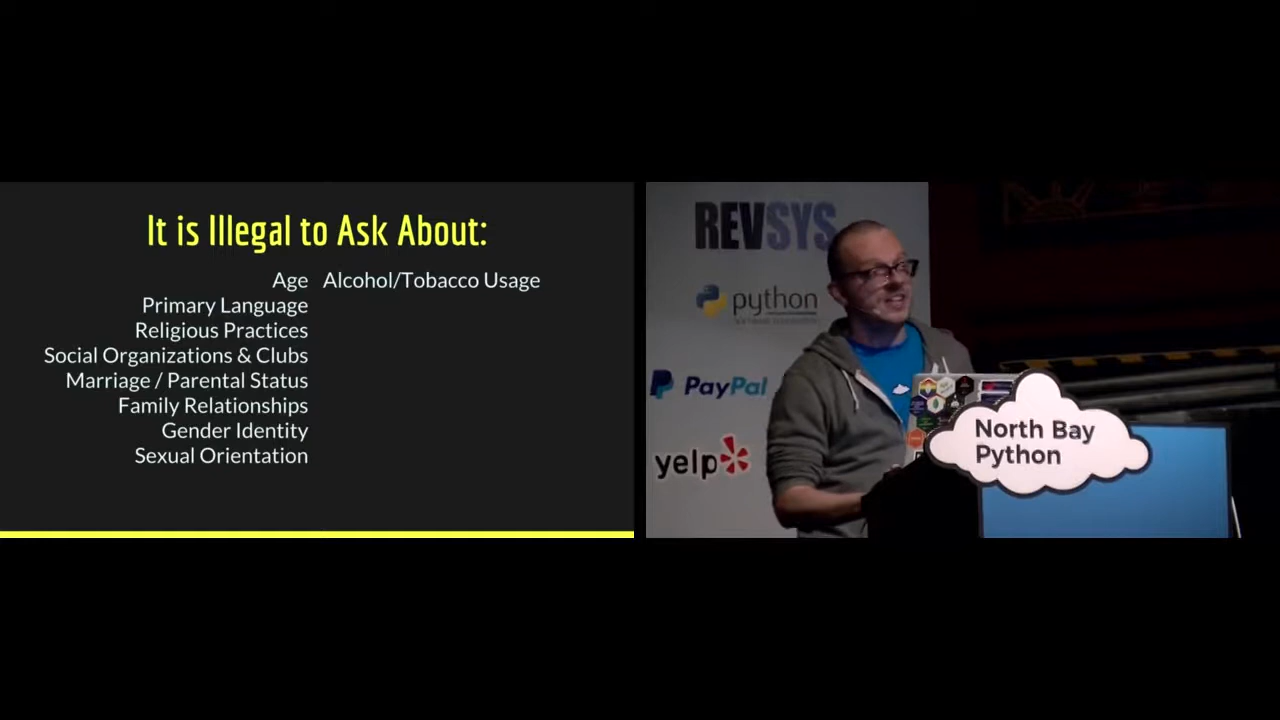 It is Illegal to Ask About:
Age
Primary Language
Religious Practices
Social Organizations & Clubs
Marriage / Parental Status
Family Relationships
Gender Identity
Sexual Orientation
Alcohol/Tobacco Usage
REVSYS
python
PayPal
yelp
North Bay
Python